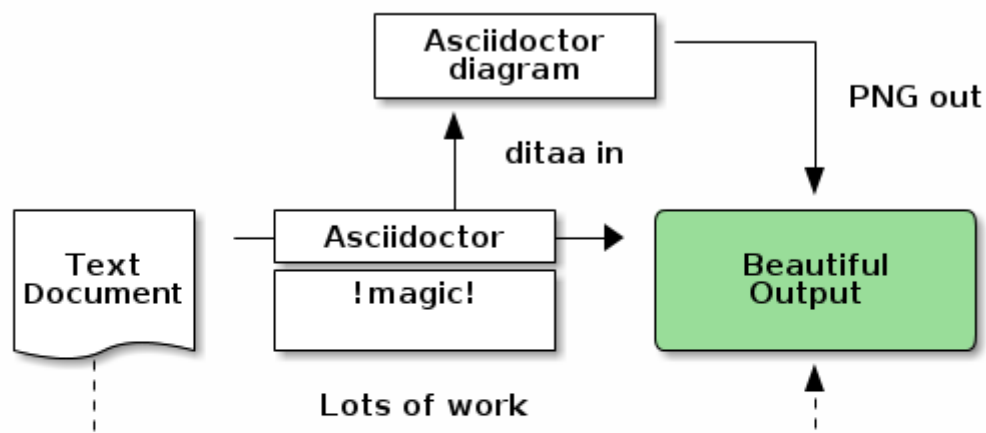 Asciidoctor
diagram
PNG out
ditaa in
Text
Document
Asciidoctor
!magic!
Beautiful
Output
Lots of work